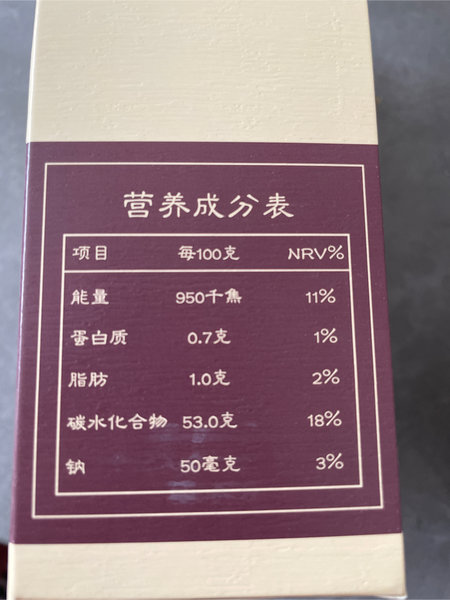 营养成分表
项目 每100克 NRV%
能量 950千焦 11%
蛋白质 0.7克 1%
脂肪 1.0克 2%
碳水化合物 53.0克 18%
钠 50毫克 3%